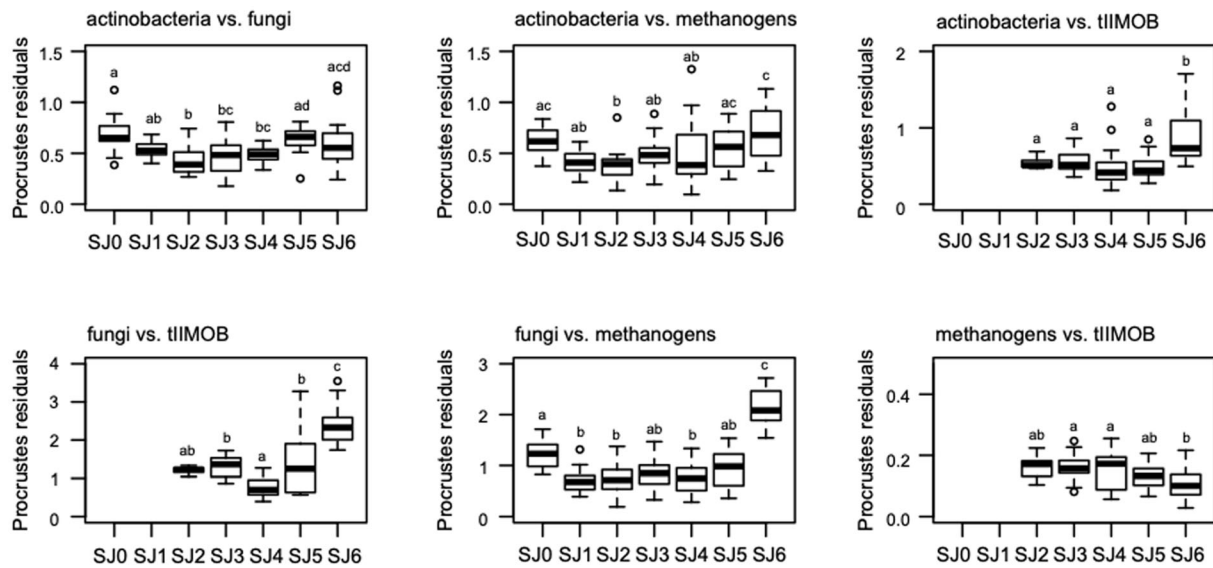 actinobacteria vs. fungi
Procrustes residuals
1.5
1.0
0.5
0.0
a
ab
b
bc
bc
ad
acd
SJ0 SJ1 SJ2 SJ3 SJ4 SJ5 SJ6
actinobacteria vs. methanogens
Procrustes residuals
1.5
1.0
0.5
0.0
ac
ab
b
ab
ab
ac
c
SJ0 SJ1 SJ2 SJ3 SJ4 SJ5 SJ6
actinobacteria vs. tIIMOB
Procrustes residuals
2
1
0
a
a
a
a
b
SJ0 SJ1 SJ2 SJ3 SJ4 SJ5 SJ6
fungi vs. tIIMOB
Procrustes residuals
4
3
2
1
0
ab
b
a
b
c
SJ0 SJ1 SJ2 SJ3 SJ4 SJ5 SJ6
fungi vs. methanogens
Procrustes residuals
3
2
1
0
a
b
b
ab
b
ab
c
SJ0 SJ1 SJ2 SJ3 SJ4 SJ5 SJ6
methanogens vs. tIIMOB
Procrustes residuals
0.4
0.2
0.0
ab
a
a
ab
b
SJ0 SJ1 SJ2 SJ3 SJ4 SJ5 SJ6